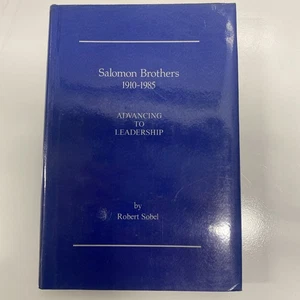 Salomon Brothers
1910-1985
ADVANCING
TO
LEADERSHIP
by
Robert Sobel